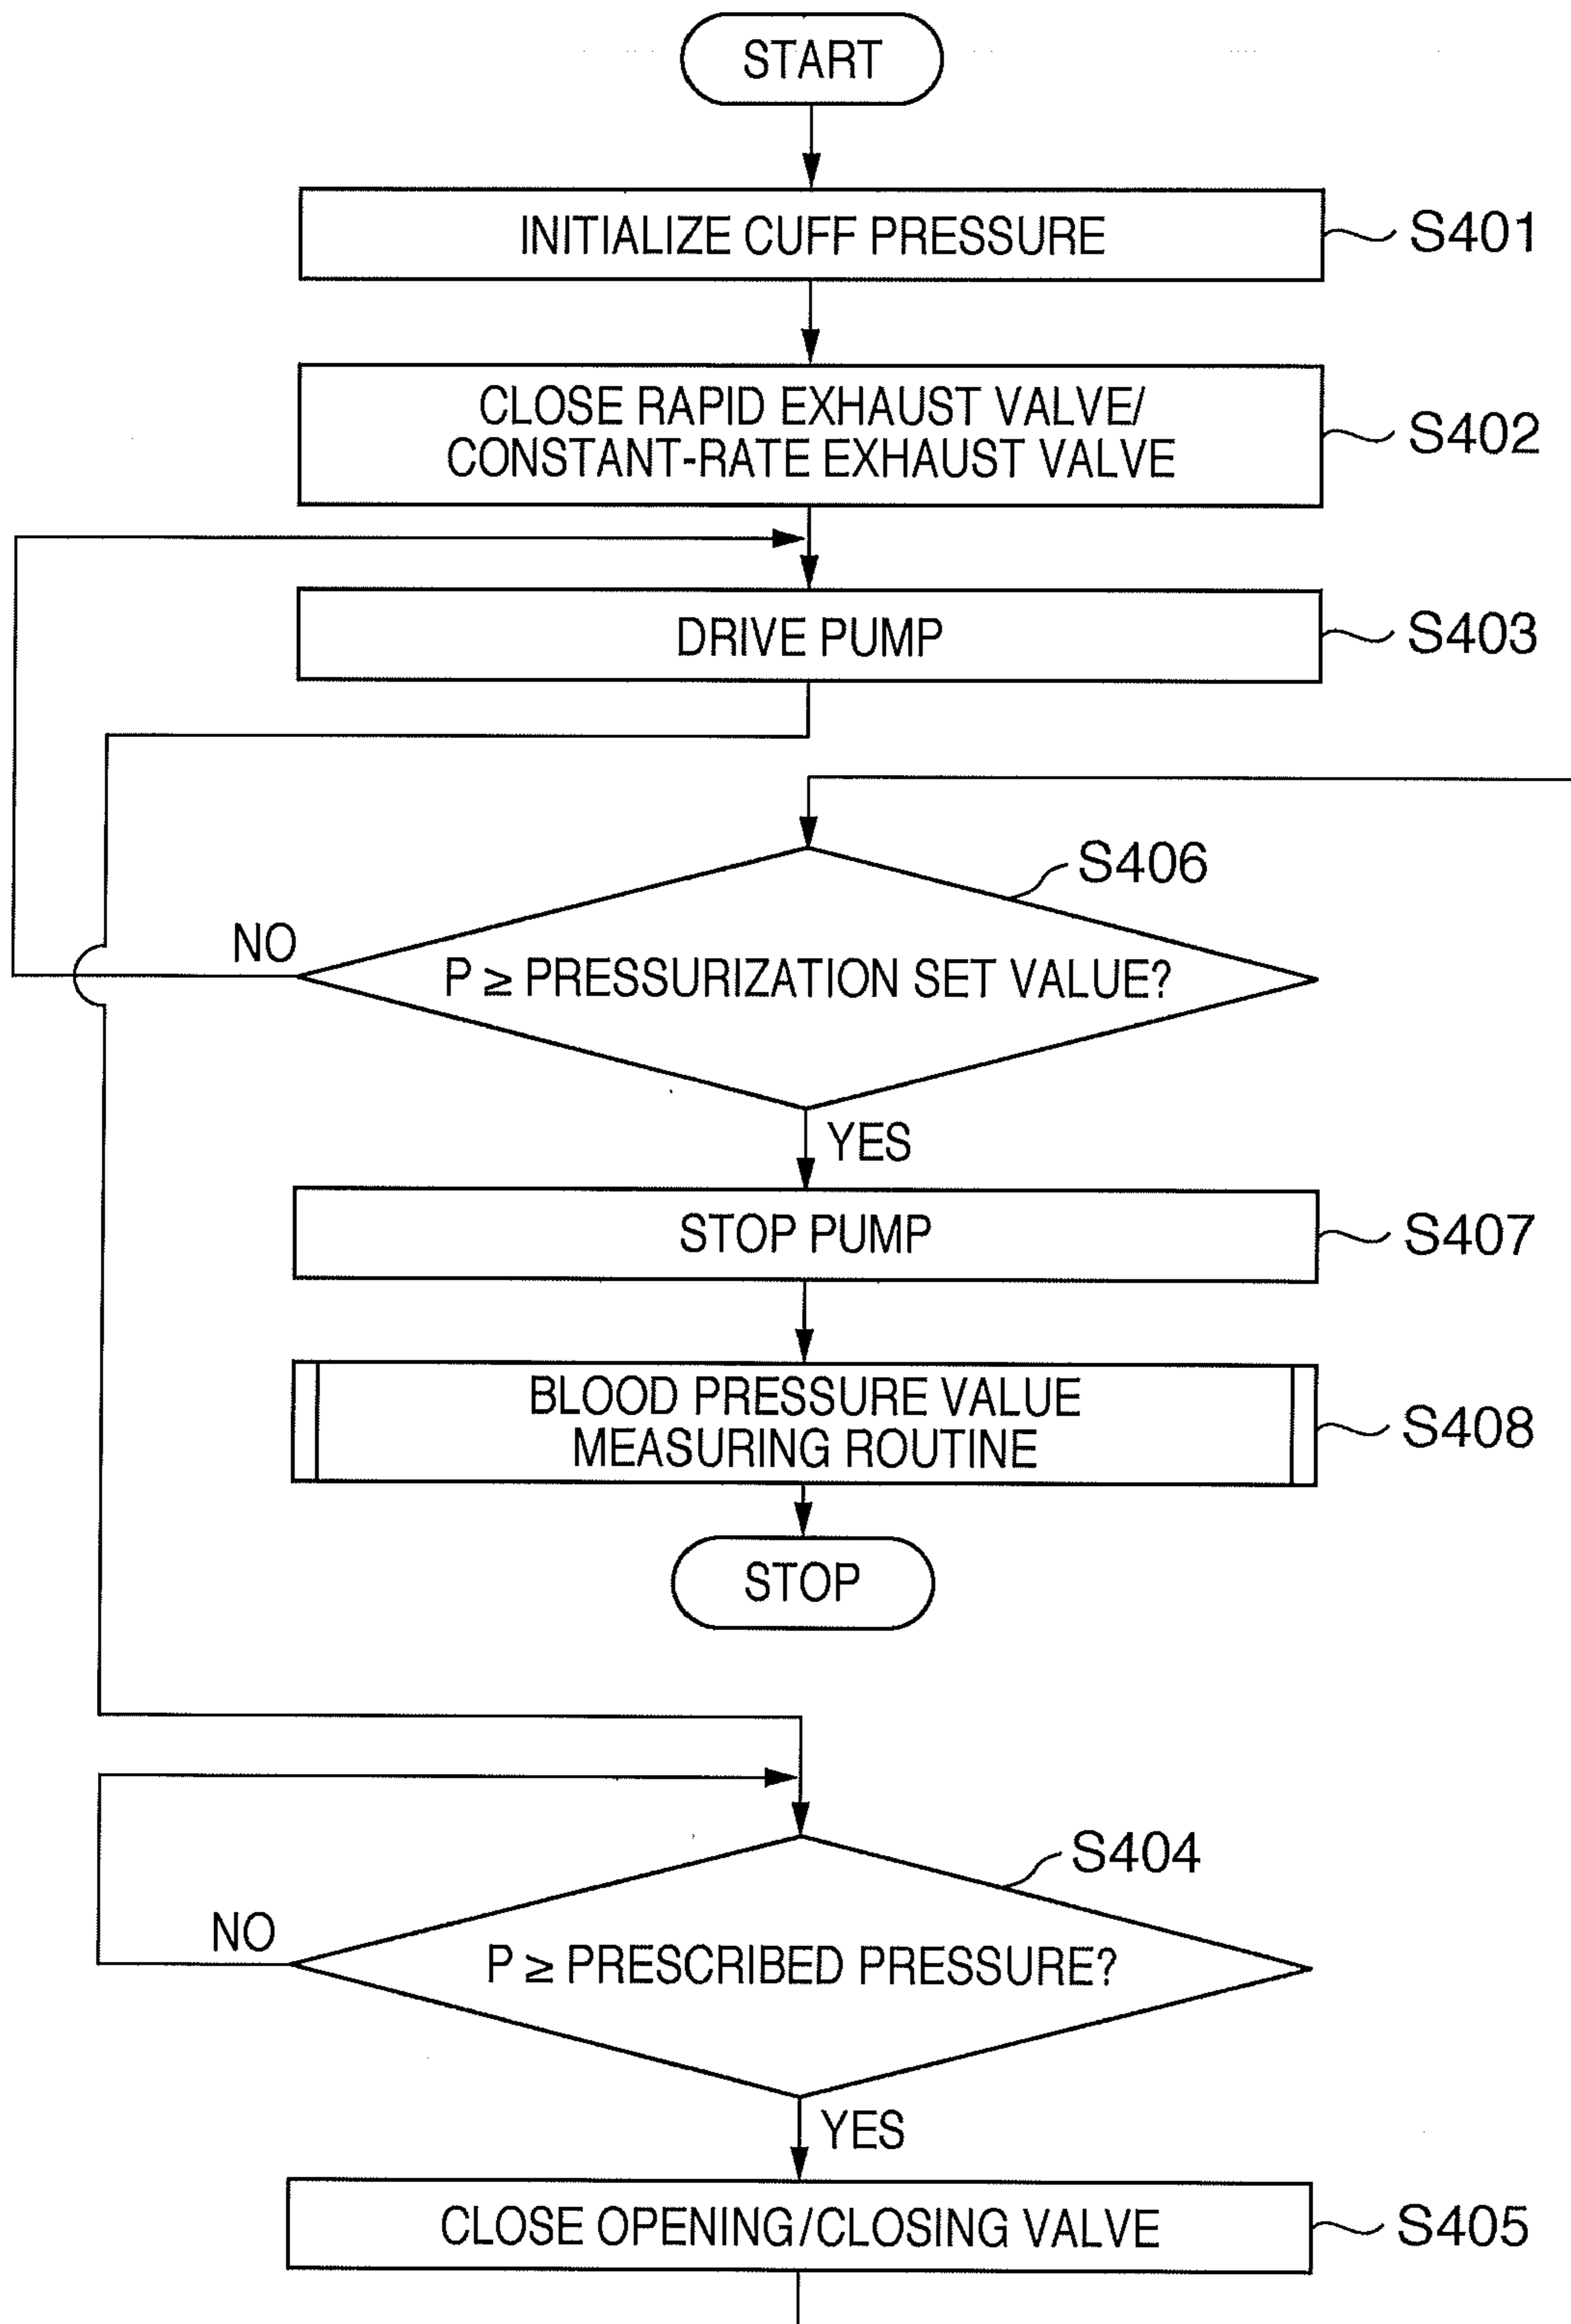 START
INITIALIZE CUFF PRESSURE
S401
CLOSE RAPID EXHAUST VALVE/
CONSTANT-RATE EXHAUST VALVE
S402
DRIVE PUMP
S403
S406
NO
P ≥ PRESSURIZATION SET VALUE?
YES
STOP PUMP
S407
BLOOD PRESSURE VALUE
MEASURING ROUTINE
S408
STOP
S404
NO
P ≥ PRESCRIBED PRESSURE?
YES
CLOSE OPENING/CLOSING VALVE
S405